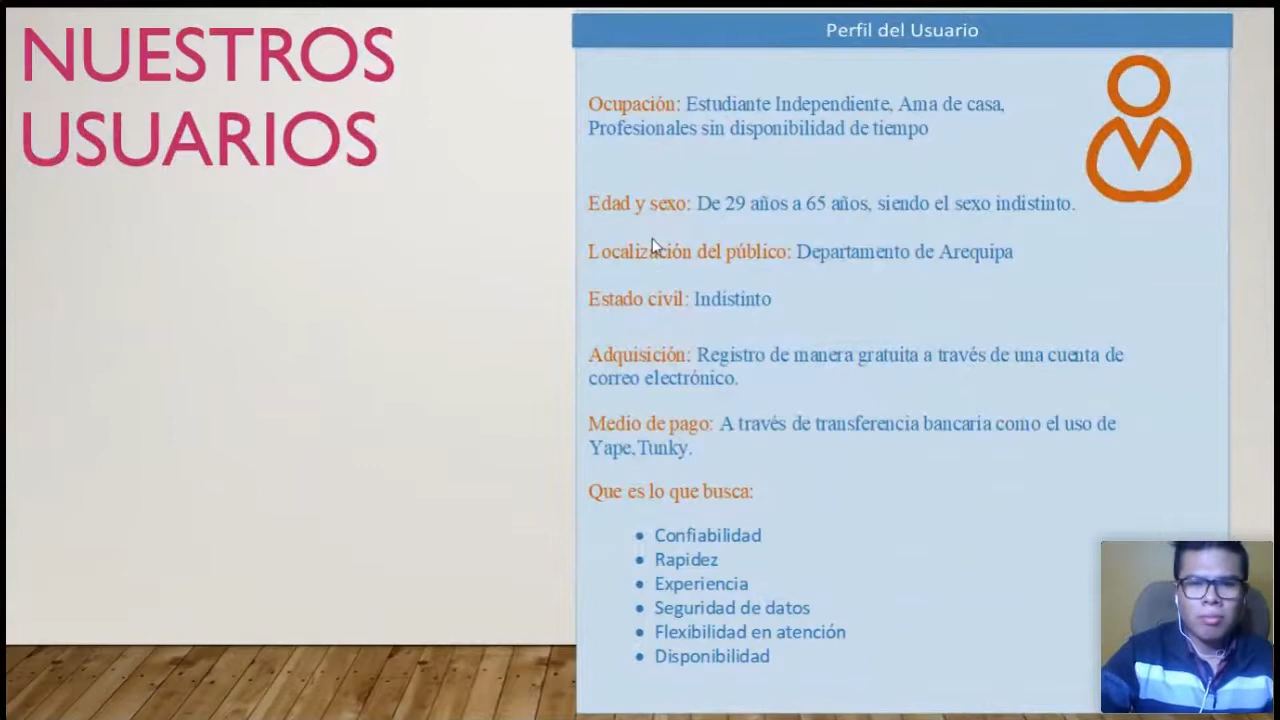 NUESTROS
USUARIOS
Perfil del Usuario
Ocupación: Estudiante Independiente, Ama de casa,
Profesionales sin disponibilidad de tiempo
Edad y sexo: De 29 años a 65 años, siendo el sexo indistinto.
Localización del público: Departamento de Arequipa
Estado civil: Indistinto
Adquisición: Registro de manera gratuita a través de una cuenta de
correo electrónico.
Medio de pago: A través de transferencia bancaria como el uso de
Yape,Tunky.
Que es lo que busca:
• Confiabilidad
• Rapidez
• Experiencia
• Seguridad de datos
• Flexibilidad en atención
• Disponibilidad